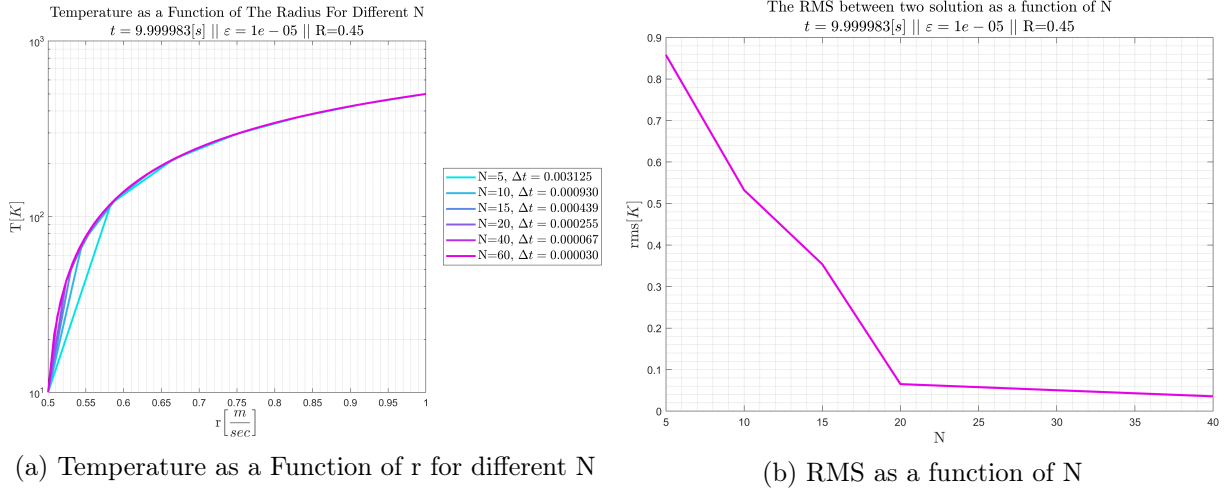 Temperature as a Function of The Radius For Different N
t = 9.999983[s] || ε = 1e − 05 || R=0.45
10³
10²
10¹
T[K]
0.5 0.55 0.6 0.65 0.7 0.75 0.8 0.85 0.9 0.95 1
r[m/sec]
N=5, Δt = 0.003125
N=10, Δt = 0.000930
N=15, Δt = 0.000439
N=20, Δt = 0.000255
N=40, Δt = 0.000067
N=60, Δt = 0.000030
(a) Temperature as a Function of r for different N
The RMS between two solution as a function of N
t = 9.999983[s] || ε = 1e − 05 || R=0.45
0.9
0.8
0.7
0.6
0.5
0.4
0.3
0.2
0.1
0
rms[K]
5 10 15 20 25 30 35 40
N
(b) RMS as a function of N